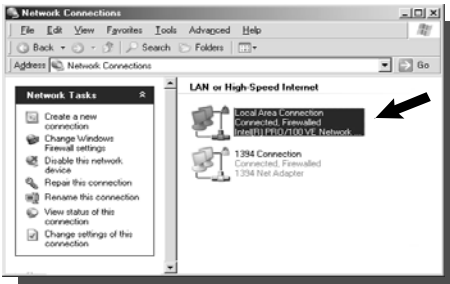 Network Connections
File Edit View Favorites Tools Advanced Help
Back Search Folders
Address Network Connections Go
Network Tasks
Create a new
connection
Change Windows
Firewall settings
Disable this network
device
Repair this connection
Rename this connection
View status of this
connection
Change settings of this
connection
LAN or High-Speed Internet
Local Area Connection
Connected, Firewalled
Intel(R) PRO/100 VE Network ...
1394 Connection
Connected, Firewalled
1394 Net Adapter